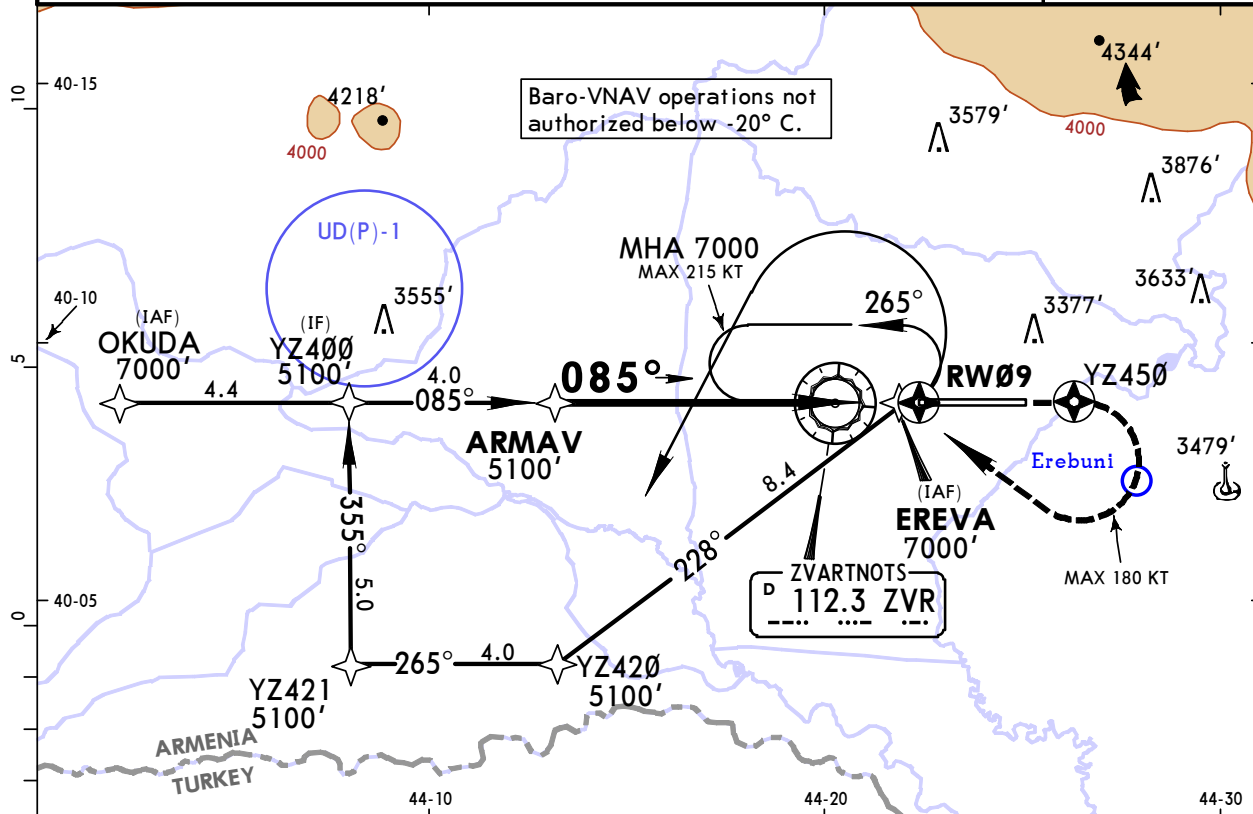 10
40-15
4218'
4000
Baro-VNAV operations not
authorized below -20° C.
4344'
4000
3579'
3876'
UD(P)-1
MHA 7000
MAX 215 KT
3633'
40-10
3555'
265°
3377'
(IAF)
OKUDA
7000'
(IF)
YZ4ØØ
5100'
5
4.4
4.0
085°
085°
RWØ9
YZ45Ø
ARMAV
5100'
3479'
Erebuni
8.4
(IAF)
EREVA
7000'
355°
228°
5.0
MAX 180 KT
ZVARTNOTS
D 112.3 ZVR
40-05
0
265°
4.0
YZ42Ø
5100'
YZ421
5100'
ARMENIA
TURKEY
44-10
44-20
44-30